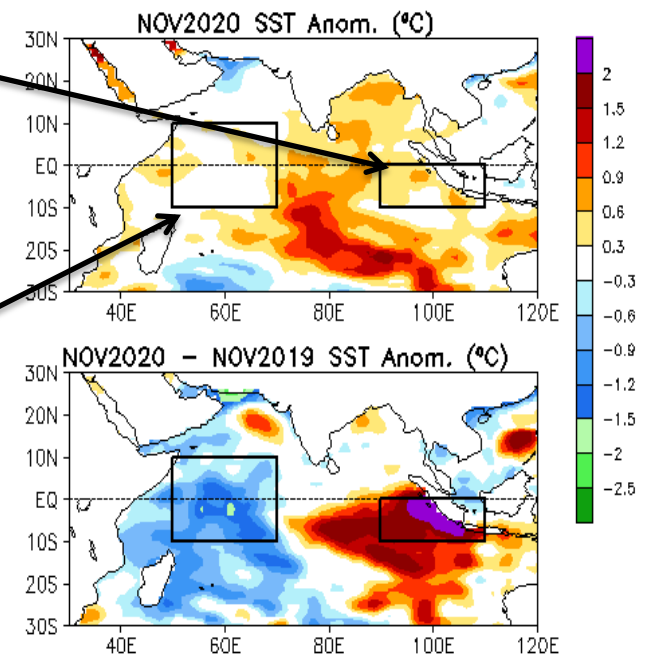 NOV2020 SST Anom. (°C)
30N
20N
10N
EQ
10S
20S
30S
40E 60E 80E 100E 120E
NOV2020 – NOV2019 SST Anom. (°C)
30N
20N
10N
EQ
10S
20S
30S
40E 60E 80E 100E 120E
2
1.5
1.2
0.9
0.6
0.3
−0.3
−0.6
−0.9
−1.2
−1.5
−2
−2.5